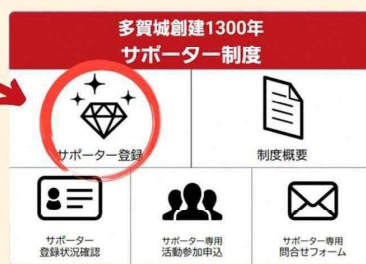 多賀城創建1300年
サポーター制度
サポーター登録
制度概要
サポーター
登録状況確認
サポーター専用
活動参加申込
サポーター専用
問合せフォーム